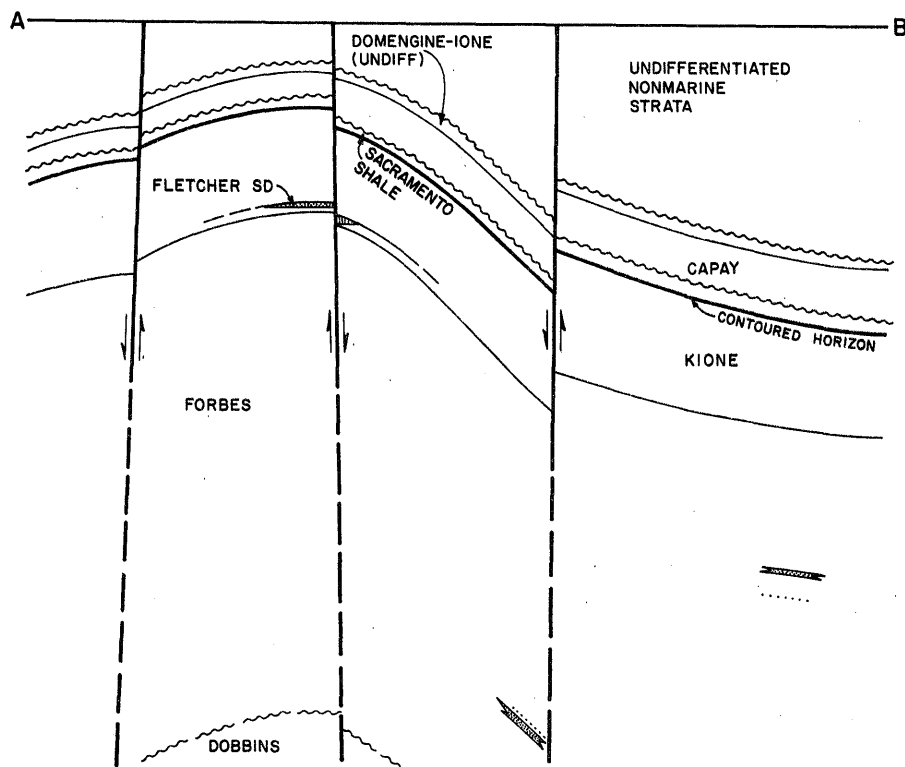 A
B
DOMENGINE-IONE
(UNDIFF)
UNDIFFERENTIATED
NONMARINE
STRATA
SACRAMENTO
SHALE
FLETCHER SD
CAPAY
CONTOURED HORIZON
KIONE
FORBES
DOBBINS